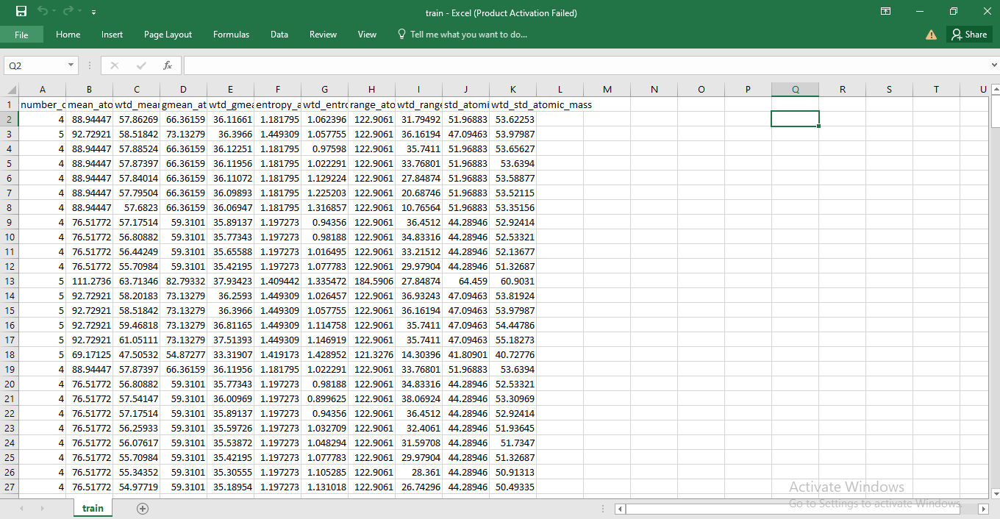 train - Excel (Product Activation Failed)
File Home Insert Page Layout Formulas Data Review View Tell me what you want to do... Share
Q2 fx
A B C D E F G H I J K L M N O P Q R S T U
1 number_c mean_ato wtd_mean gmean_at wtd_gmea entropy_a wtd_entro range_ato wtd_range std_atomi wtd_std_atomic_mass
2 4 88.94447 57.86269 66.36159 36.11661 1.181795 1.062396 122.9061 31.79492 51.96883 53.62253
3 5 92.72921 58.51842 73.13279 36.3966 1.449309 1.057755 122.9061 36.16194 47.09463 53.97987
4 4 88.94447 57.88524 66.36159 36.12251 1.181795 0.97598 122.9061 35.7411 51.96883 53.65627
5 4 88.94447 57.87397 66.36159 36.11956 1.181795 1.022291 122.9061 33.76801 51.96883 53.6394
6 4 88.94447 57.84014 66.36159 36.11072 1.181795 1.129224 122.9061 27.84874 51.96883 53.58877
7 4 88.94447 57.79504 66.36159 36.09893 1.181795 1.225203 122.9061 20.68746 51.96883 53.52115
8 4 88.94447 57.6823 66.36159 36.06947 1.181795 1.316857 122.9061 10.76564 51.96883 53.35156
9 4 76.51772 57.17514 59.3101 35.89137 1.197273 0.94356 122.9061 36.4512 44.28946 52.92414
10 4 76.51772 56.80882 59.3101 35.77343 1.197273 0.98188 122.9061 34.83316 44.28946 52.53321
11 4 76.51772 56.44249 59.3101 35.65588 1.197273 1.016495 122.9061 33.21512 44.28946 52.13677
12 4 76.51772 55.70984 59.3101 35.42195 1.197273 1.077783 122.9061 29.97904 44.28946 51.32687
13 5 111.2736 63.71346 82.79332 37.93423 1.409442 1.335472 184.5906 27.84874 64.459 60.9031
14 5 92.72921 58.20183 73.13279 36.2593 1.449309 1.026457 122.9061 36.93243 47.09463 53.81924
15 5 92.72921 58.51842 73.13279 36.3966 1.449309 1.057755 122.9061 36.16194 47.09463 53.97987
16 5 92.72921 59.46818 73.13279 36.81165 1.449309 1.114758 122.9061 35.7411 47.09463 54.44786
17 5 92.72921 61.05111 73.13279 37.51393 1.449309 1.146919 122.9061 35.7411 47.09463 55.18273
18 5 69.17125 47.50532 54.87277 33.31907 1.419173 1.428952 121.3276 14.30396 41.80901 40.72776
19 4 88.94447 57.87397 66.36159 36.11956 1.181795 1.022291 122.9061 33.76801 51.96883 53.6394
20 4 76.51772 56.80882 59.3101 35.77343 1.197273 0.98188 122.9061 34.83316 44.28946 52.53321
21 4 76.51772 57.54147 59.3101 36.00969 1.197273 0.899625 122.9061 38.06924 44.28946 53.30969
22 4 76.51772 57.17514 59.3101 35.89137 1.197273 0.94356 122.9061 36.4512 44.28946 52.92414
23 4 76.51772 56.25933 59.3101 35.59726 1.197273 1.032709 122.9061 32.4061 44.28946 51.93645
24 4 76.51772 56.07617 59.3101 35.53872 1.197273 1.048294 122.9061 31.59708 44.28946 51.7347
25 4 76.51772 55.70984 59.3101 35.42195 1.197273 1.077783 122.9061 29.97904 44.28946 51.32687
26 4 76.51772 55.34352 59.3101 35.30555 1.197273 1.105285 122.9061 28.361 44.28946 50.91313
27 4 76.51772 54.97719 59.3101 35.18954 1.197273 1.131018 122.9061 26.74296 44.28946 50.49335
Activate Windows
Go to Settings to activate Windows.
train